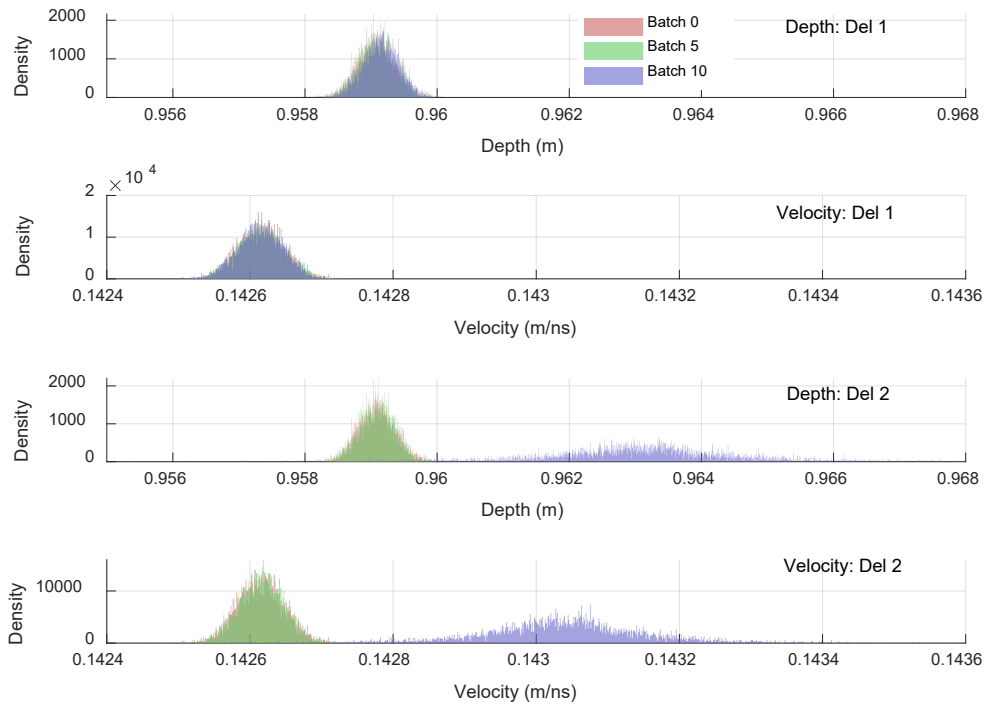 2000
1000
0
Density
Batch 0
Batch 5
Batch 10
Depth: Del 1
0.956 0.958 0.96 0.962 0.964 0.966 0.968
Depth (m)
× 10 4
2
1
0
Density
Velocity: Del 1
0.1424 0.1426 0.1428 0.143 0.1432 0.1434 0.1436
Velocity (m/ns)
2000
1000
0
Density
Depth: Del 2
0.956 0.958 0.96 0.962 0.964 0.966 0.968
Depth (m)
10000
0
Density
Velocity: Del 2
0.1424 0.1426 0.1428 0.143 0.1432 0.1434 0.1436
Velocity (m/ns)